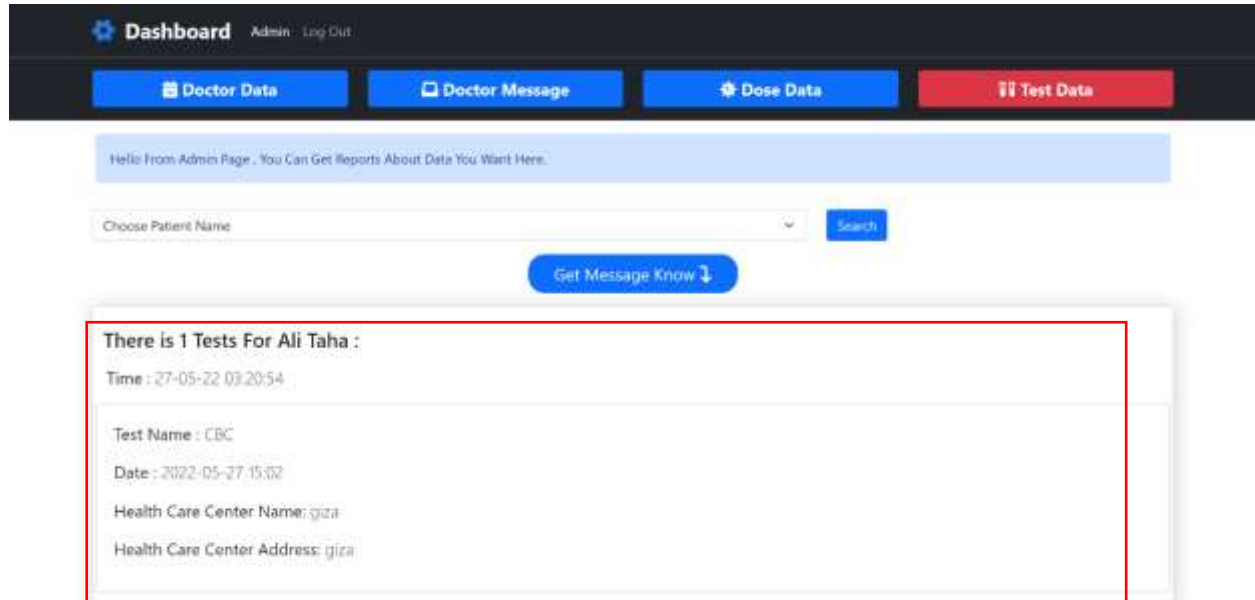 Dashboard Admin Log Out
Doctor Data Doctor Message Dose Data Test Data
Hello From Admin Page , You Can Get Reports About Data You Want Here.
Choose Patient Name Search
Get Message Know
There is 1 Tests For Ali Taha :
Time : 27-05-22 03:20:54
Test Name : CBC
Date : 2022-05-27 15:02
Health Care Center Name: giza
Health Care Center Address: giza